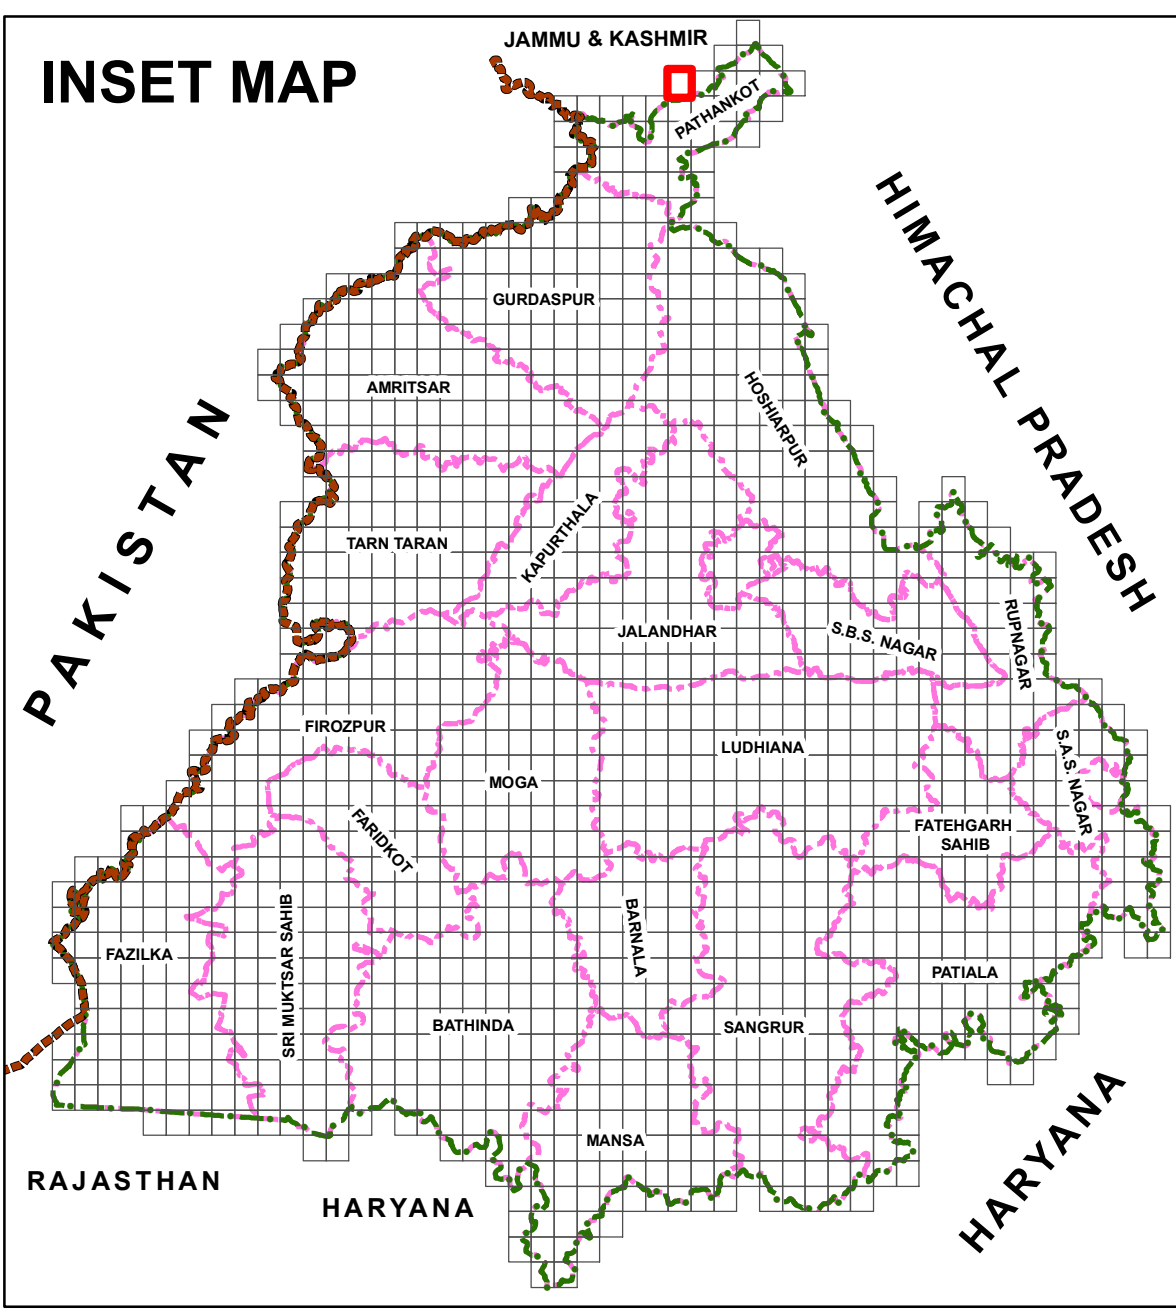 JAMMU & KASHMIR
INSET MAP
PATHANKOT
HIMACHAL PRADESH
GURDASPUR
AMRITSAR
HOSHIARPUR
PAKISTAN
KAPURTHALA
TARN TARAN
JALANDHAR
S.B.S. NAGAR
RUPNAGAR
FIROZPUR
LUDHIANA
S.A.S. NAGAR
MOGA
FARIDKOT
FATEHGARH
SAHIB
BARNALA
SRI MUKTSAR SAHIB
FAZILKA
PATIALA
BATHINDA
SANGRUR
MANSA
HARYANA
RAJASTHAN
HARYANA